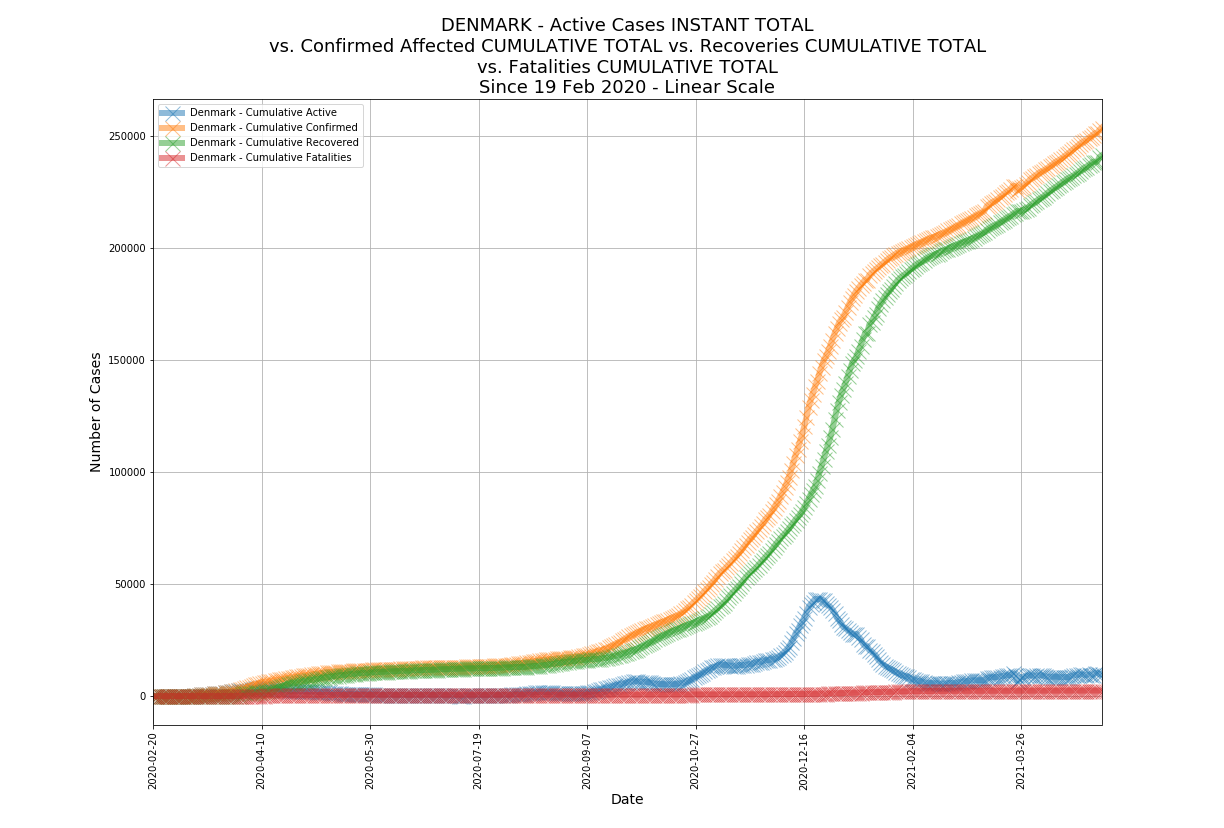 DENMARK - Active Cases INSTANT TOTAL
vs. Confirmed Affected CUMULATIVE TOTAL vs. Recoveries CUMULATIVE TOTAL
vs. Fatalities CUMULATIVE TOTAL
Since 19 Feb 2020 - Linear Scale
Denmark - Cumulative Active
Denmark - Cumulative Confirmed
Denmark - Cumulative Recovered
Denmark - Cumulative Fatalities
Number of Cases
250000
200000
150000
100000
50000
0
2020-02-20
2020-04-10
2020-05-30
2020-07-19
2020-09-07
2020-10-27
2020-12-16
2021-02-04
2021-03-26
Date